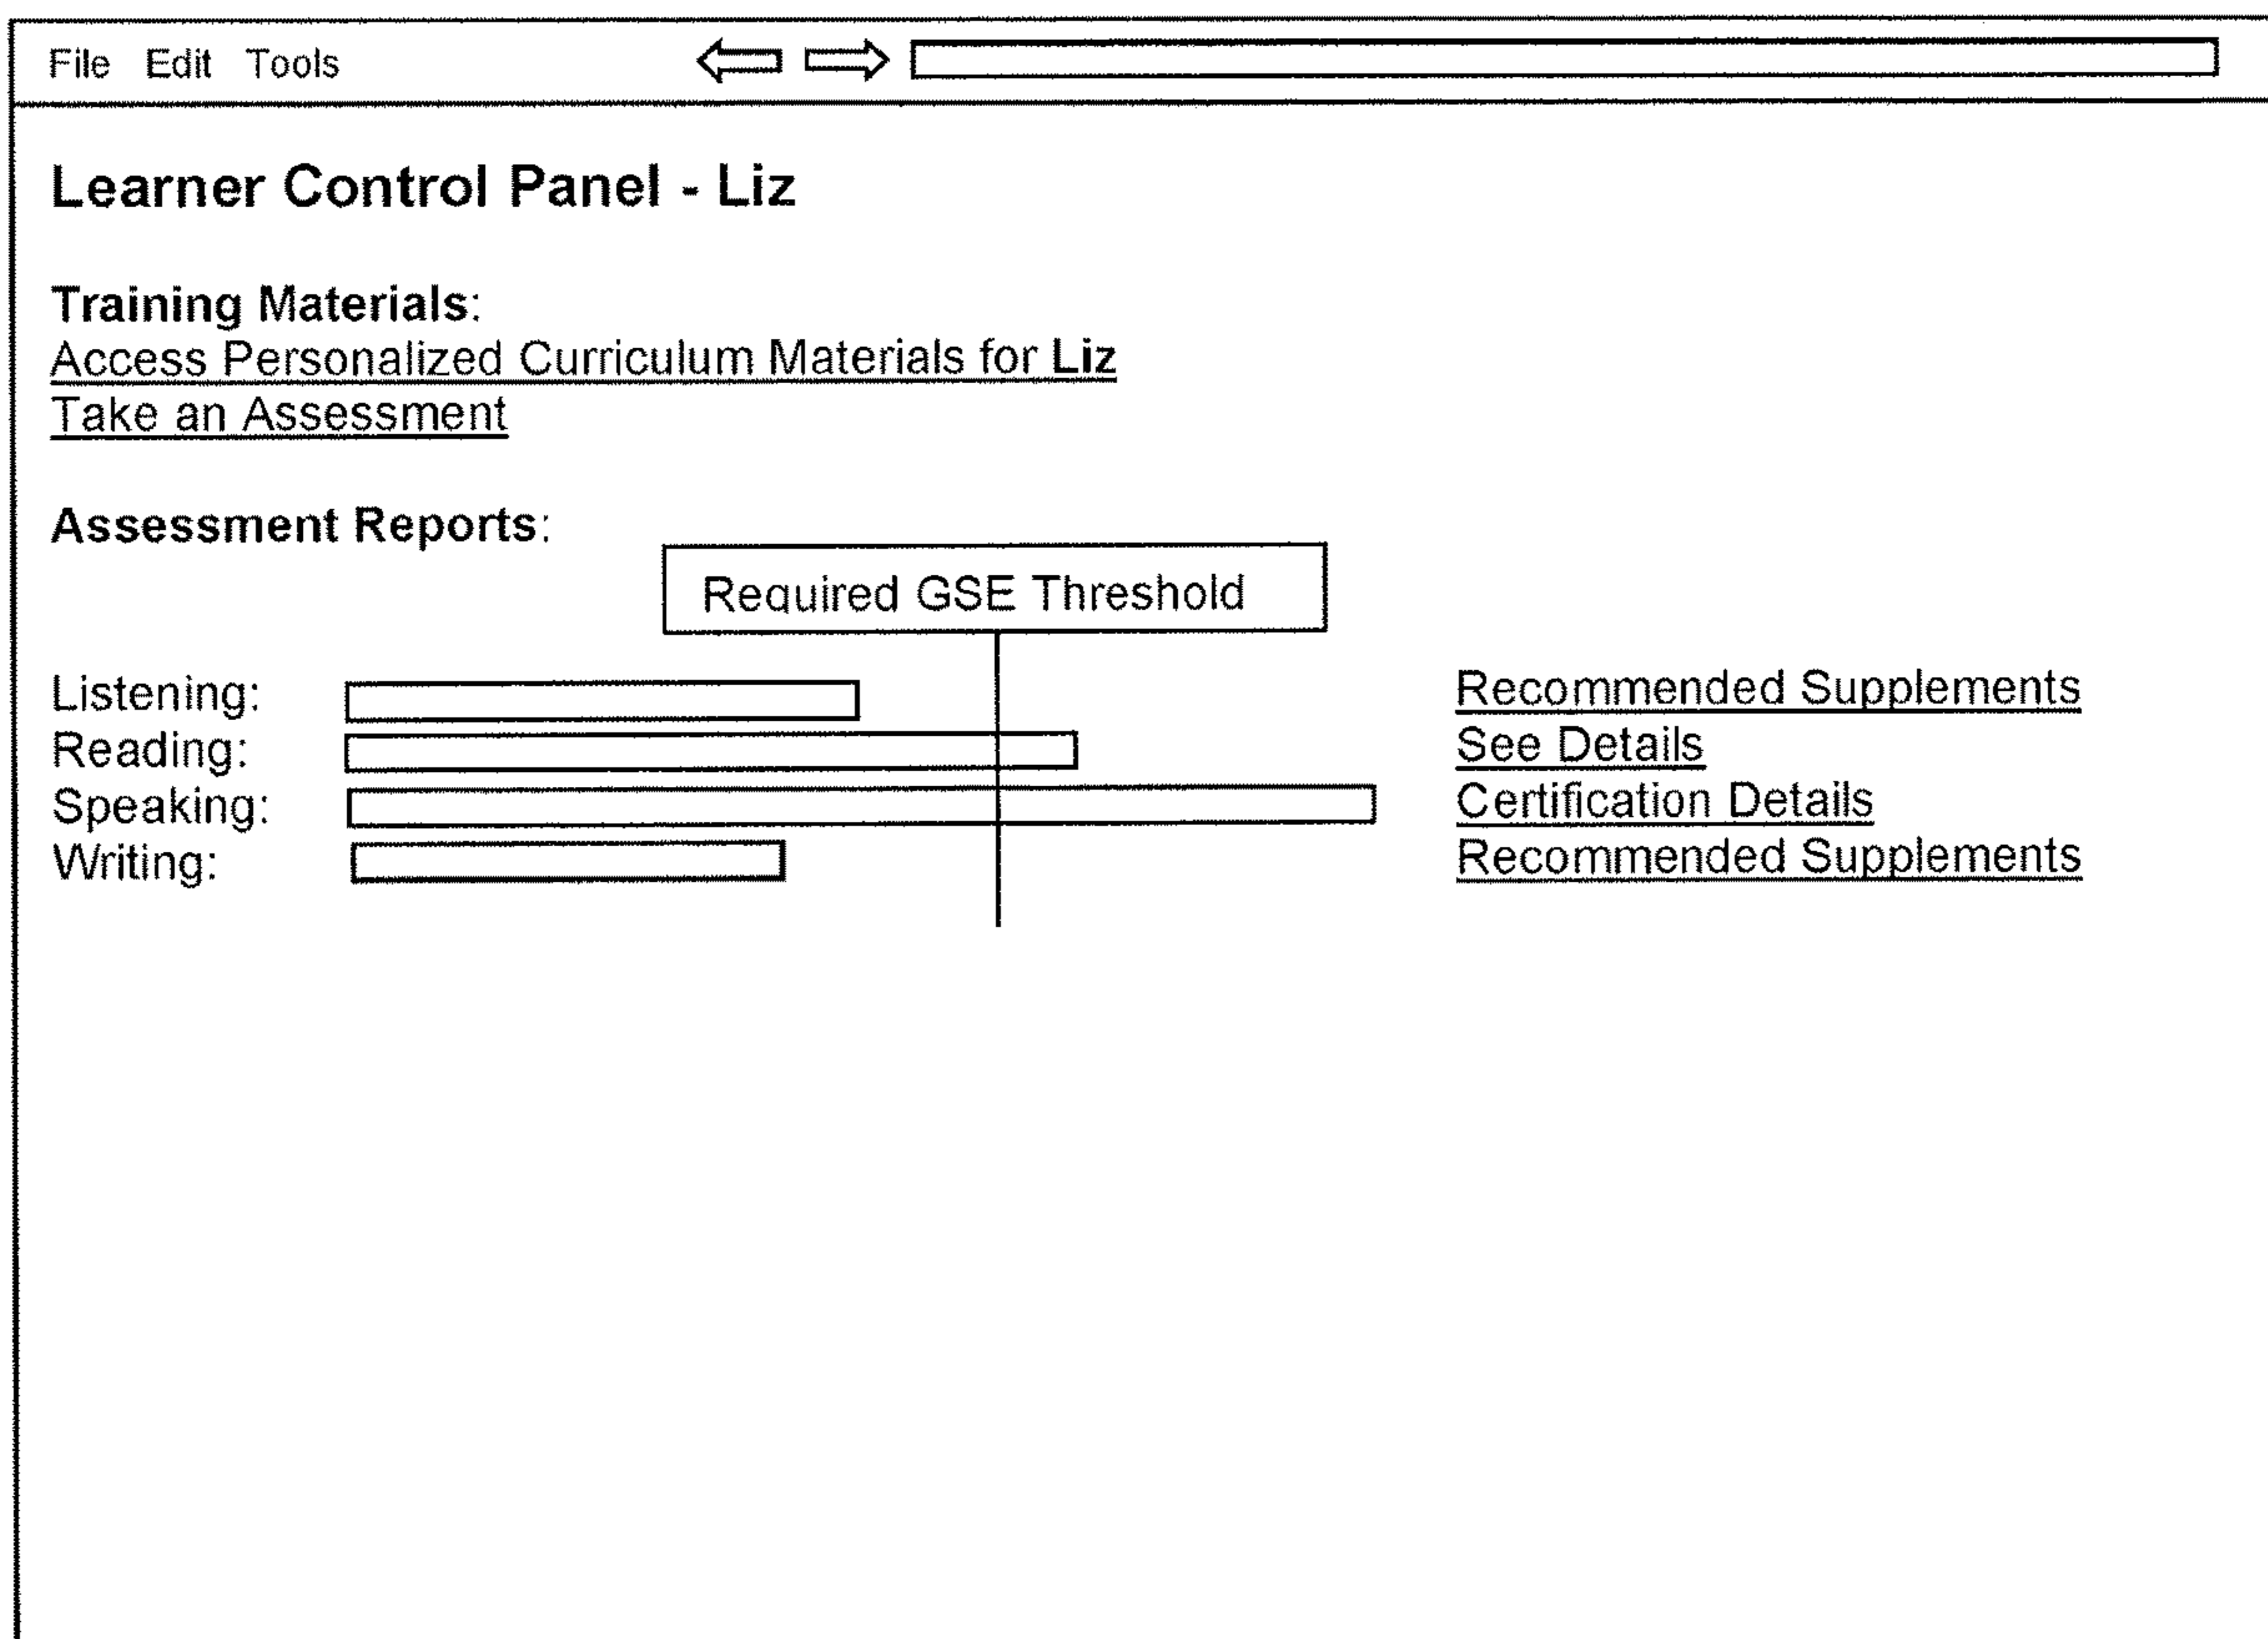 File Edit Tools
Learner Control Panel - Liz
Training Materials:
Access Personalized Curriculum Materials for Liz
Take an Assessment
Assessment Reports:
Required GSE Threshold
Listening: Recommended Supplements
Reading: See Details
Speaking: Certification Details
Writing: Recommended Supplements